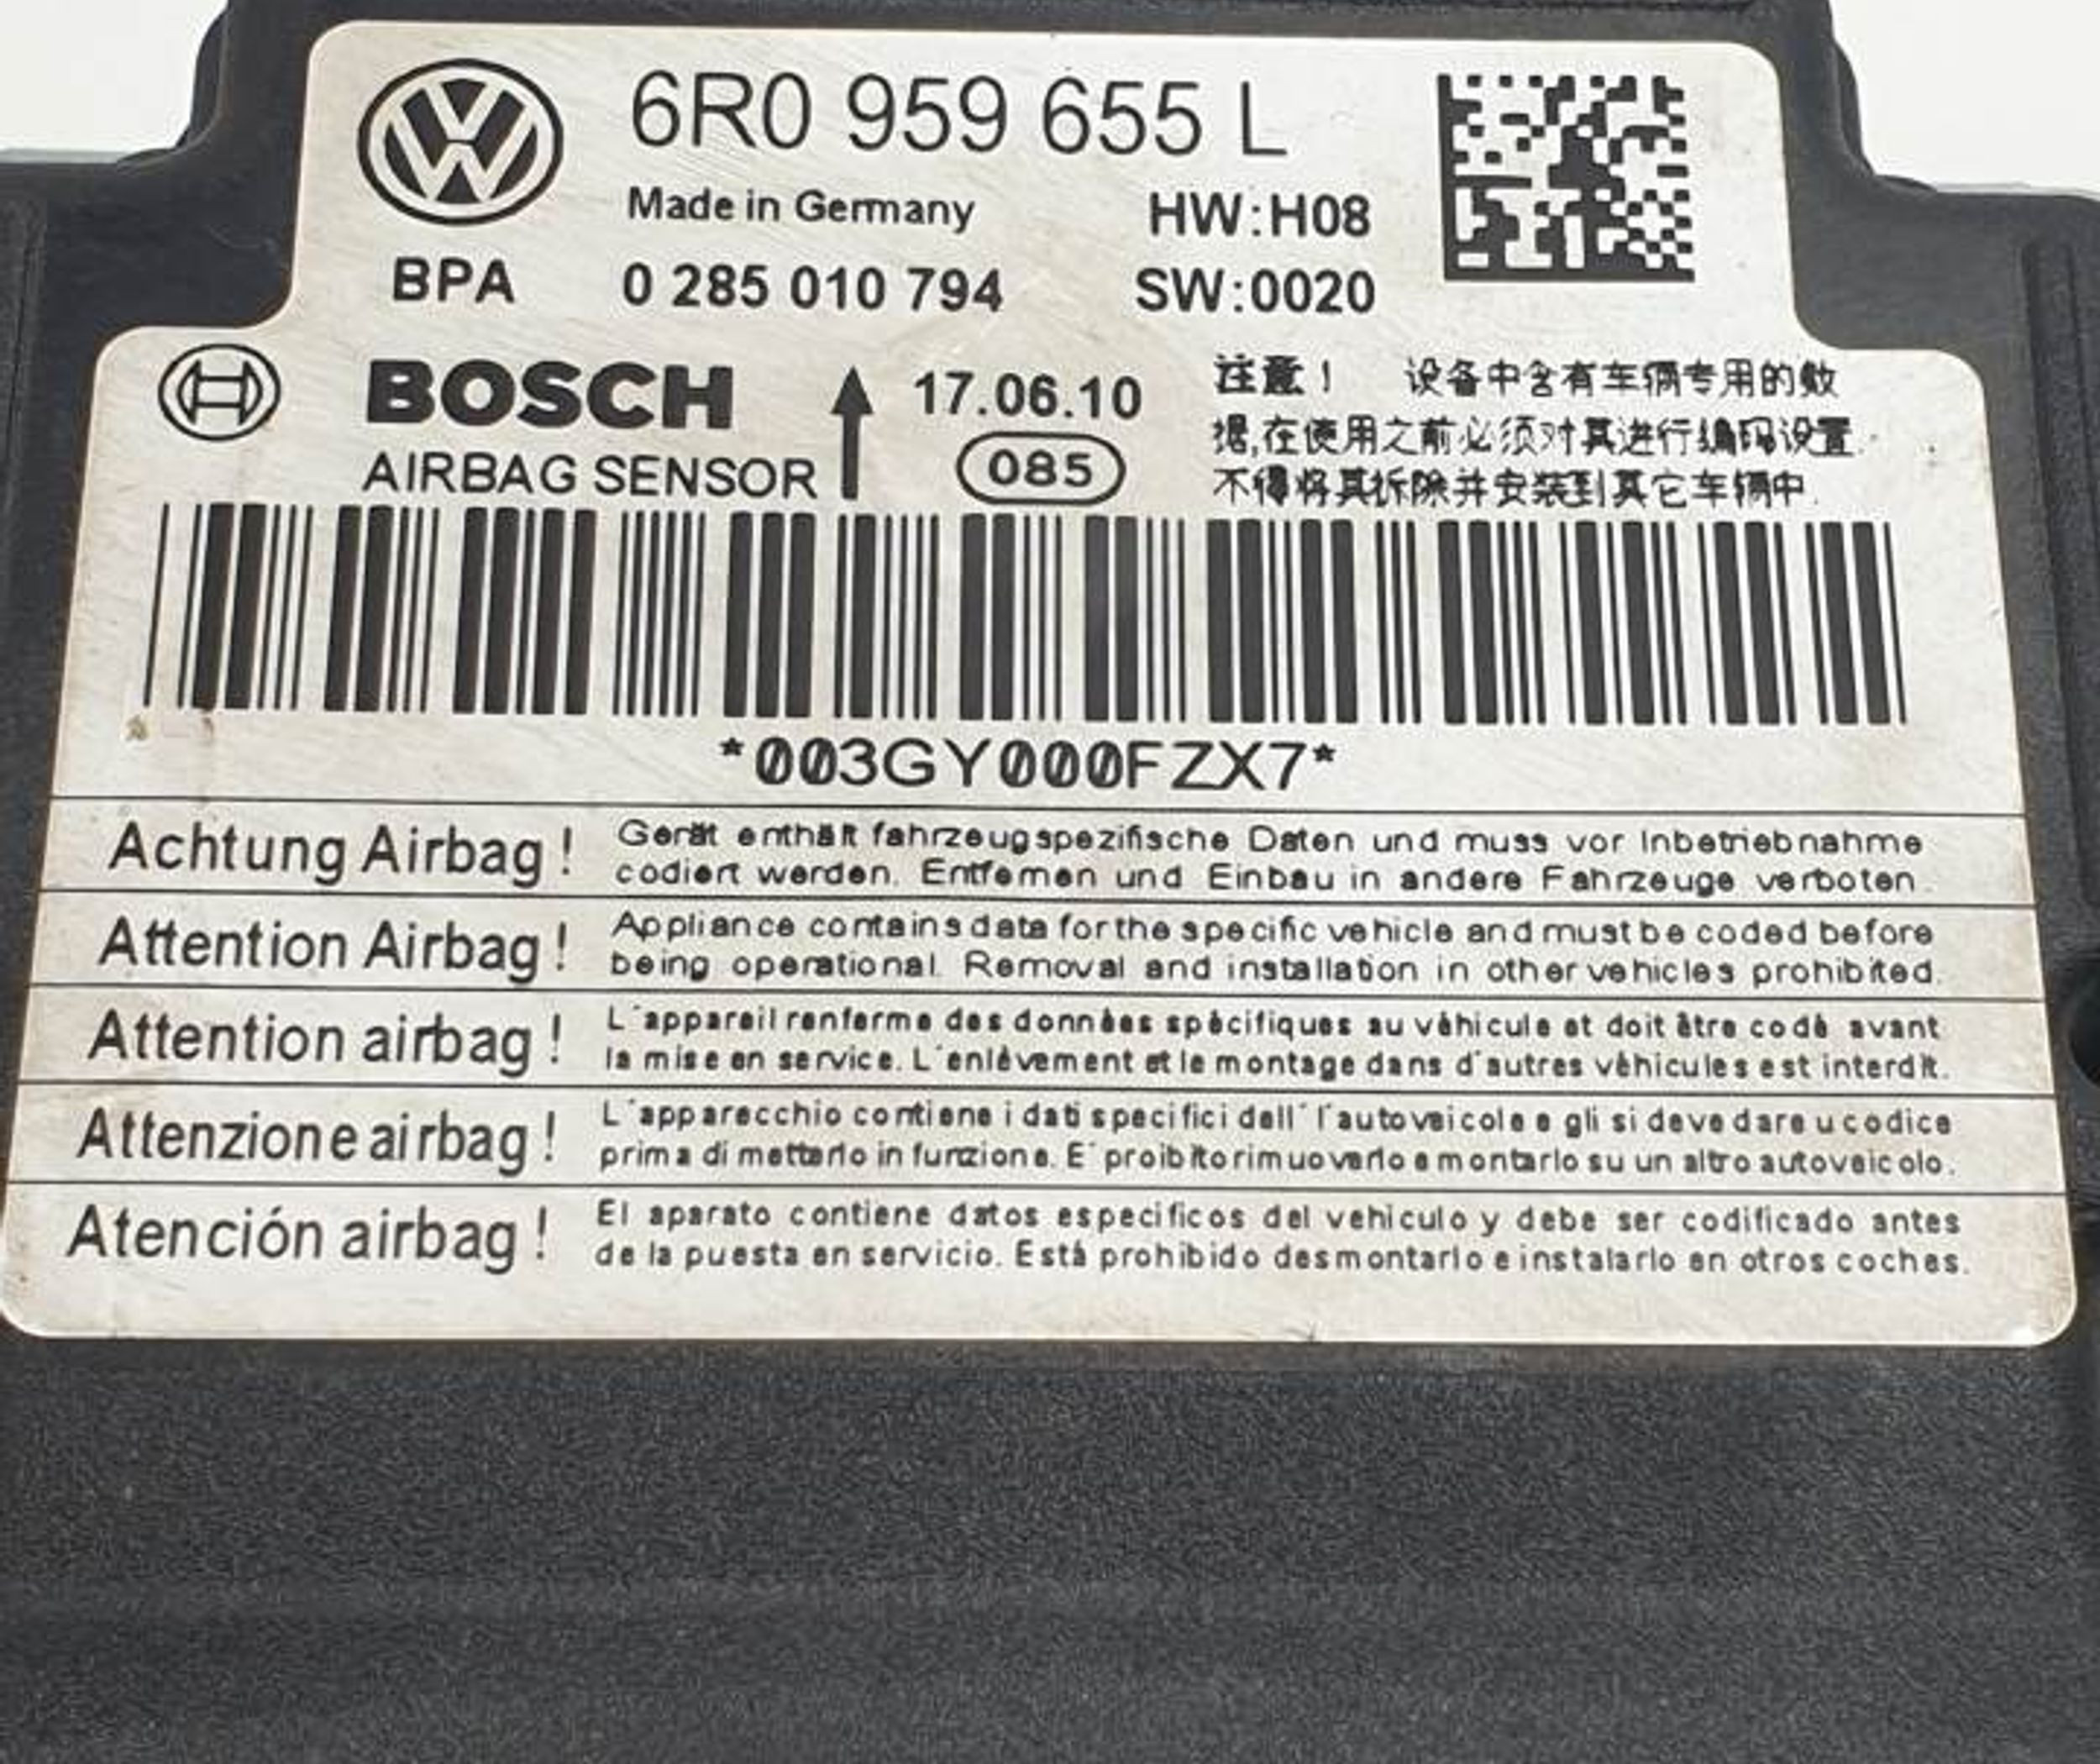 6R0 959 655 L
Made in Germany HW:H08
BPA 0 285 010 794 SW:0020
BOSCH 17.06.10
AIRBAG SENSOR 085
注意！ 设备中含有车辆专用的数
据,在使用之前必须对其进行编码设置.
不得将其拆除并安装到其它车辆中.
*003GY000FZX7*
Achtung Airbag! Gerät enthält fahrzeugspezifische Daten und muss vor Inbetriebnahme
codiert werden. Entfernen und Einbau in andere Fahrzeuge verboten.
Attention Airbag! Appliance contains data for the specific vehicle and must be coded before
being operational. Removal and installation in other vehicles prohibited.
Attention airbag! L´appareil renferme des données spécifiques au véhicule et doit être codé avant
la mise en service. L´enlèvement et le montage dans d´autres véhicules est interdit.
Attenzione airbag! L´apparecchio contiene i dati specifici dell´ l´autoveicolo e gli si deve dare u codice
prima di metterlo in funzione. E´ proibito rimuoverlo e montarlo su un altro autoveicolo.
Atención airbag! El aparato contiene datos especificos del vehiculo y debe ser codificado antes
de la puesta en servicio. Está prohibido desmontarlo e instalarlo en otros coches.